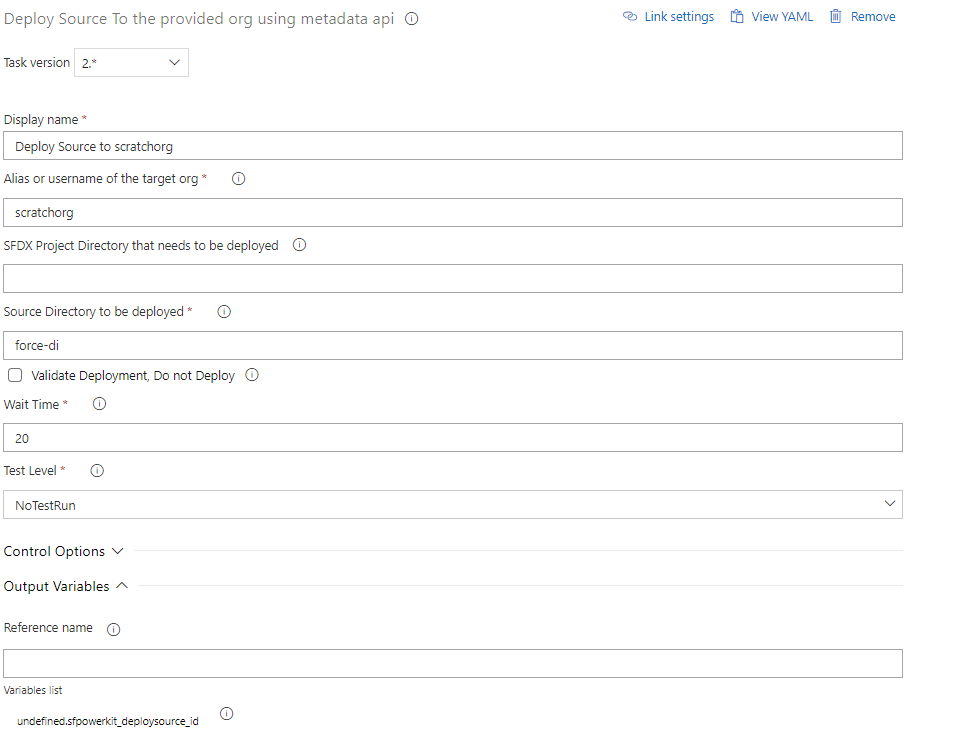 Deploy Source To the provided org using metadata api
Link settings
View YAML
Remove
Task version 2.*
Display name *
Deploy Source to scratchorg
Alias or username of the target org *
scratchorg
SFDX Project Directory that needs to be deployed
Source Directory to be deployed *
force-di
Validate Deployment, Do not Deploy
Wait Time *
20
Test Level *
NoTestRun
Control Options
Output Variables
Reference name
Variables list
undefined.sfpowerkit_deploysource_id